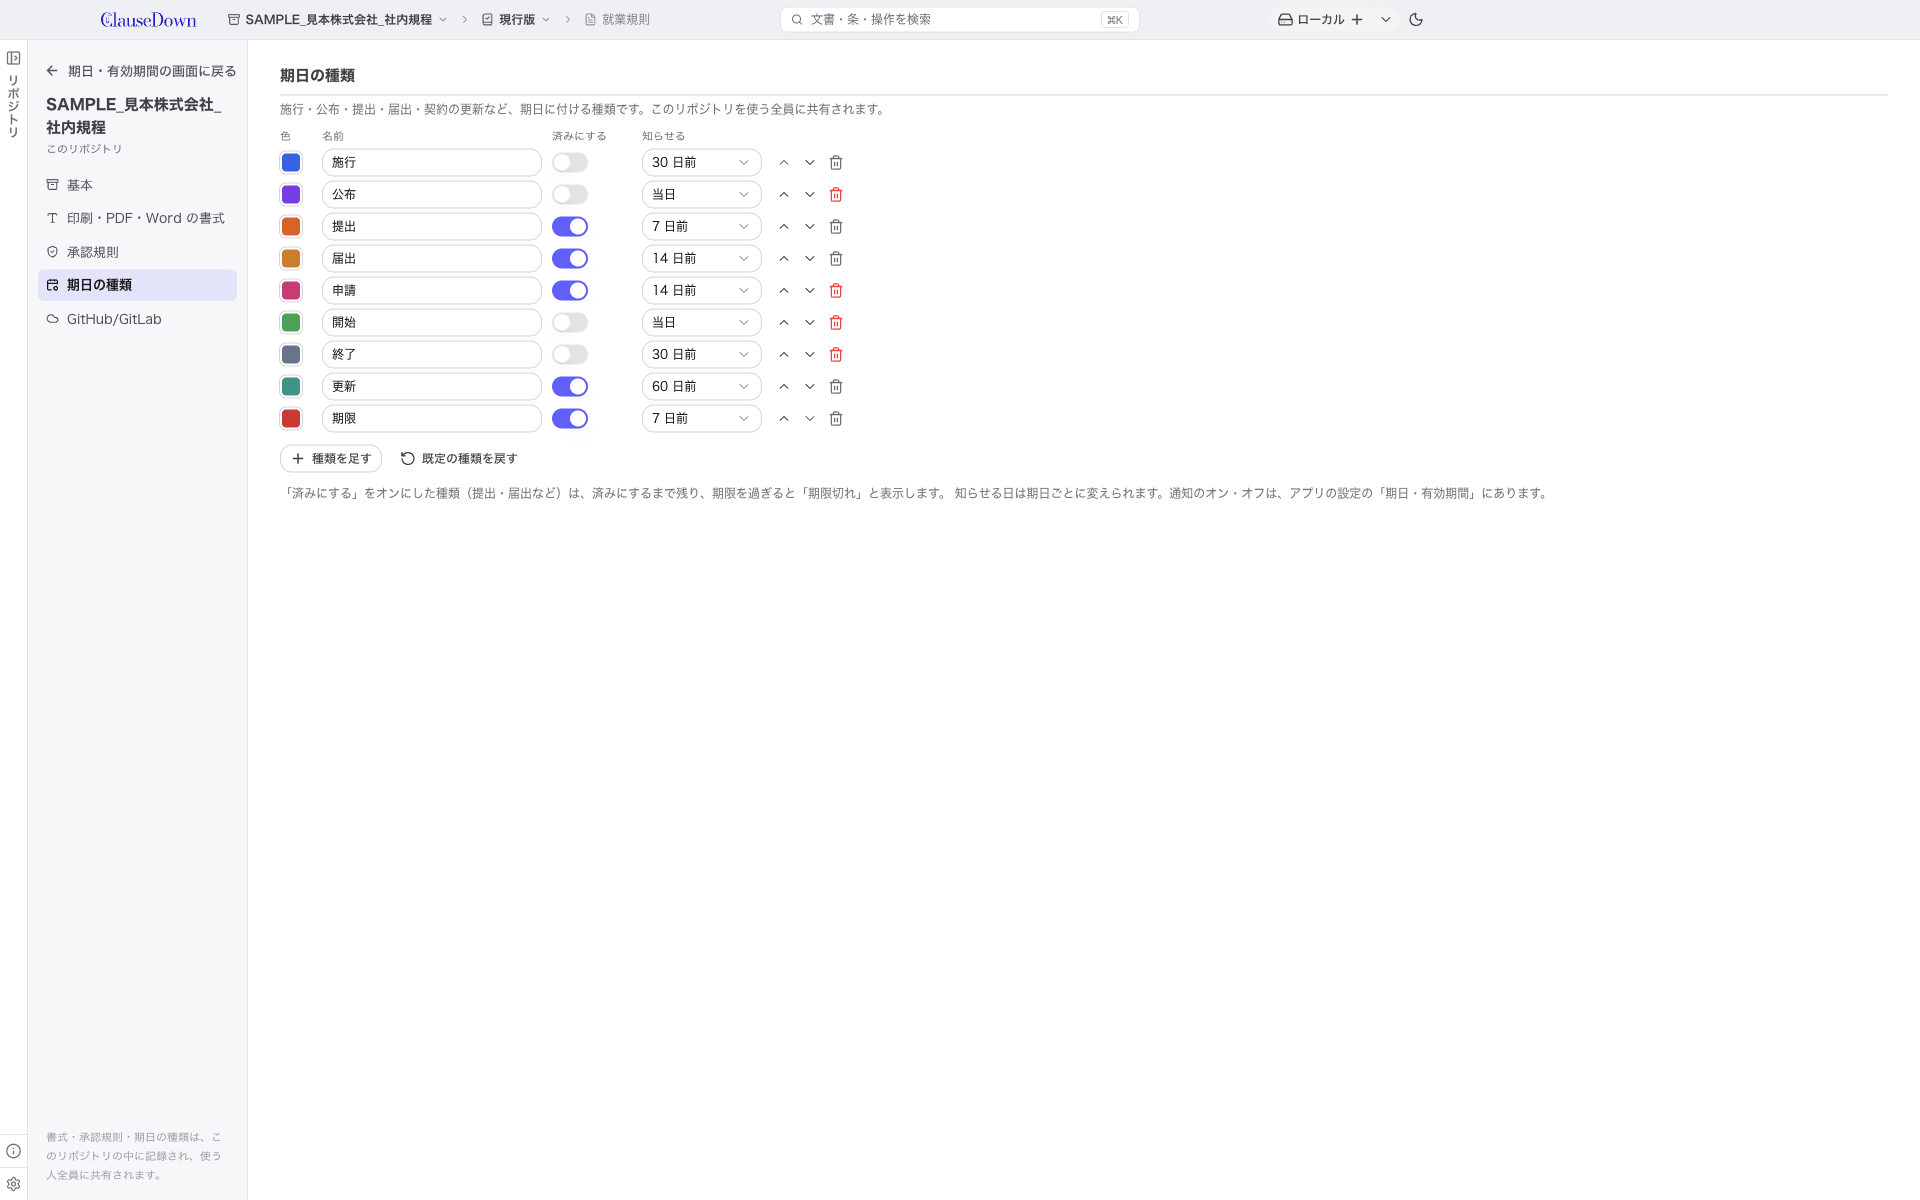 ClauseDown
SAMPLE_見本株式会社_社内規程
現行版
就業規則
文書・条・操作を検索
⌘K
ローカル
リポジトリ
期日・有効期間の画面に戻る
SAMPLE_見本株式会社_
社内規程
このリポジトリ
基本
印刷・PDF・Word の書式
承認規則
期日の種類
GitHub/GitLab
書式・承認規則・期日の種類は、こ
のリポジトリの中に記録され、使う
人全員に共有されます。
期日の種類
施行・公布・提出・届出・契約の更新など、期日に付ける種類です。このリポジトリを使う全員に共有されます。
色 名前 済みにする 知らせる
施行 30 日前
公布 当日
提出 7 日前
届出 14 日前
申請 14 日前
開始 当日
終了 30 日前
更新 60 日前
期限 7 日前
種類を足す 既定の種類を戻す
「済みにする」をオンにした種類（提出・届出など）は、済みにするまで残り、期限を過ぎると「期限切れ」と表示します。 知らせる日は期日ごとに変えられます。通知のオン・オフは、アプリの設定の「期日・有効期間」にあります。